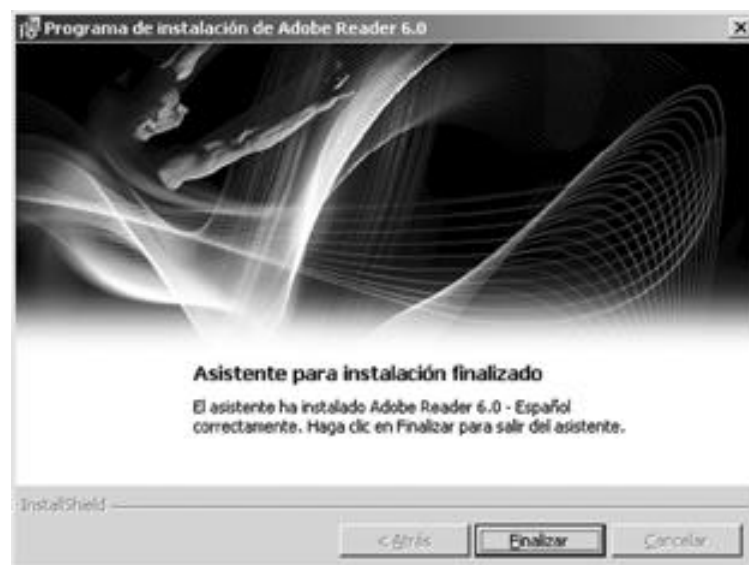 Programa de instalación de Adobe Reader 6.0
Asistente para instalación finalizado
El asistente ha instalado Adobe Reader 6.0 - Español
correctamente. Haga clic en Finalizar para salir del asistente.
InstallShield
< Atrás
Finalizar
Cancelar